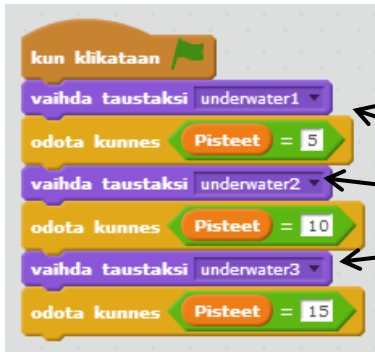 kun klikataan
vaihda taustaksi underwater1
odota kunnes Pisteet = 5
vaihda taustaksi underwater2
odota kunnes Pisteet = 10
vaihda taustaksi underwater3
odota kunnes Pisteet = 15